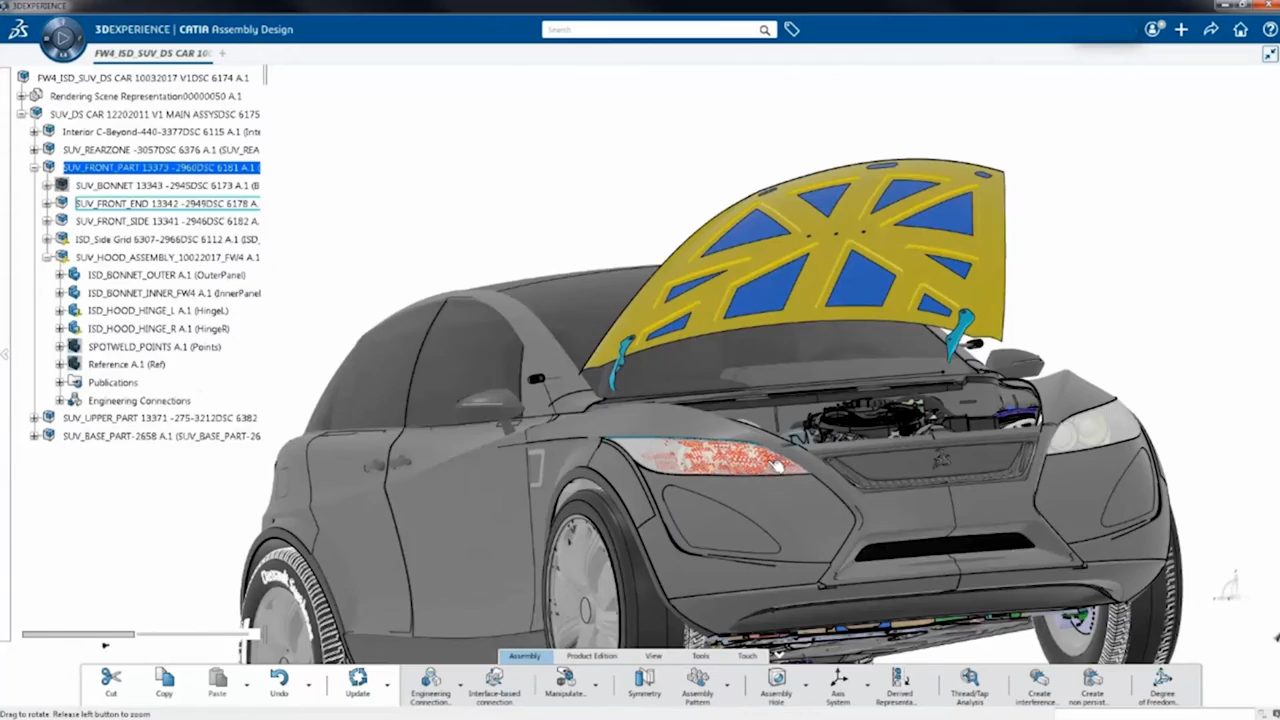 3DEXPERIENCE
3DEXPERIENCE | CATIA Assembly Design
Search
FW4_ISD_SUV_DS CAR 100
FW4_ISD_SUV_DS CAR 10032017 V1DSC 6174 A.1
Rendering Scene Representation00000050 A.1
SUV_DS CAR 12202011 V1 MAIN ASSYSDSC 6175
Interior C-Beyond-440-3377DSC 6115 A.1 (Inte
SUV_REARZONE -3057DSC 6376 A.1 (SUV_REA
SUV_FRONT_PART 13373 -2960DSC 6181 A.1 (
SUV_BONNET 13343 -2945DSC 6173 A.1 (B
SUV_FRONT_END 13342 -2949DSC 6178 A.
SUV_FRONT_SIDE 13341 -2946DSC 6182 A.
ISD_Side Grid 6307-2966DSC 6112 A.1 (ISD_
SUV_HOOD_ASSEMBLY_10022017_FW4 A.1
ISD_BONNET_OUTER A.1 (OuterPanel)
ISD_BONNET_INNER_FW4 A.1 (InnerPanel
ISD_HOOD_HINGE_L A.1 (HingeL)
ISD_HOOD_HINGE_R A.1 (HingeR)
SPOTWELD_POINTS A.1 (Points)
Reference A.1 (Ref)
Publications
Engineering Connections
SUV_UPPER_PART 13371 -275-3212DSC 6382
SUV_BASE_PART-2658 A.1 (SUV_BASE_PART-26
Assembly Product Edition View Tools Touch
Cut Copy Paste Undo Update Engineering Connection... Interface-based connection Manipulate... Symmetry Assembly Pattern Assembly Hole Axis System Derived Representa... Thread/Tap Analysis Create interference... Create non persist... Degree of Freedom...
Drag to rotate. Release left button to zoom